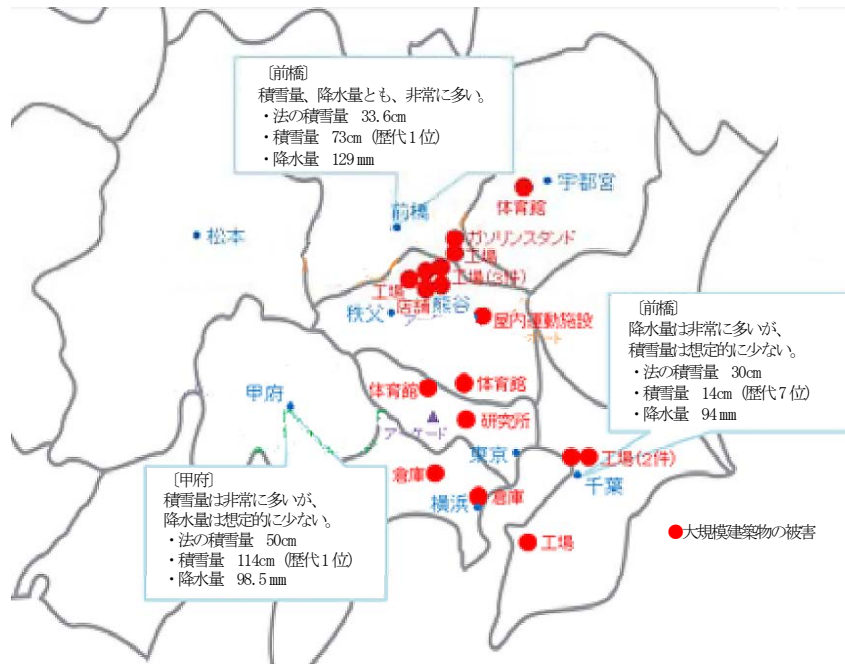 〔前橋〕
積雪量、降水量とも、非常に多い。
・法の積雪量 33.6cm
・積雪量 73cm（歴代1位）
・降水量 129mm
宇都宮
体育館
前橋
松本
ガソリンスタンド
工場
工場(3件)
工場
店舗
熊谷
秩父
屋内運動施設
〔前橋〕
降水量は非常に多いが、
積雪量は想定的に少ない。
・法の積雪量 30cm
・積雪量 14cm（歴代7位）
・降水量 94mm
体育館
体育館
甲府
アーケード
研究所
東京
工場(2件)
千葉
倉庫
倉庫
横浜
〔甲府〕
積雪量は非常に多いが、
降水量は想定的に少ない。
・法の積雪量 50cm
・積雪量 114cm（歴代1位）
・降水量 98.5mm
工場
●大規模建築物の被害